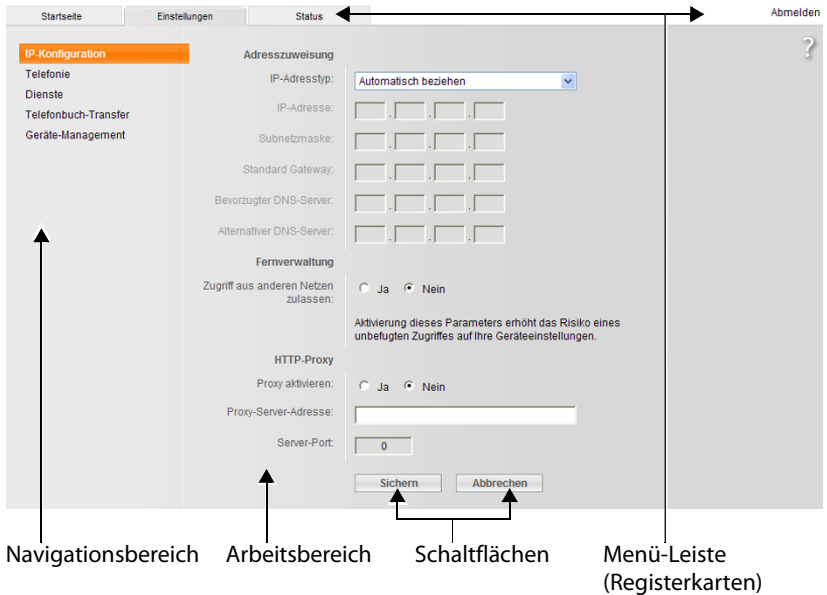 Startseite Einstellungen Status Abmelden
?
IP-Konfiguration
Telefonie
Dienste
Telefonbuch-Transfer
Geräte-Management
Adresszuweisung
IP-Adresstyp: Automatisch beziehen
IP-Adresse: . . .
Subnetzmaske: . . .
Standard Gateway: . . .
Bevorzugter DNS-Server: . . .
Alternativer DNS-Server: . . .
Fernverwaltung
Zugriff aus anderen Netzen
zulassen: Ja Nein
Aktivierung dieses Parameters erhöht das Risiko eines
unbefugten Zugriffes auf Ihre Geräteeinstellungen.
HTTP-Proxy
Proxy aktivieren: Ja Nein
Proxy-Server-Adresse:
Server-Port: 0
Sichern Abbrechen
Navigationsbereich Arbeitsbereich Schaltflächen Menü-Leiste
(Registerkarten)